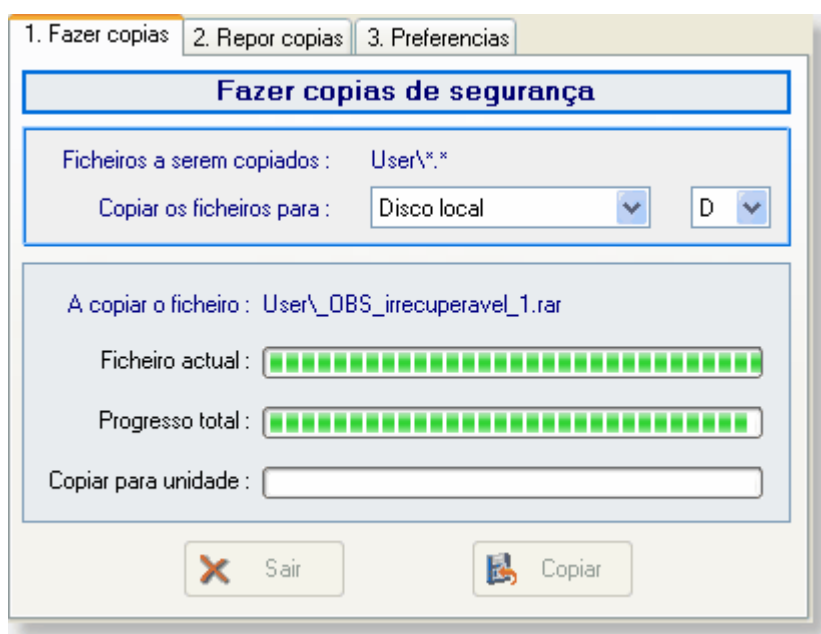 1. Fazer copias 2. Repor copias 3. Preferencias
Fazer copias de segurança
Ficheiros a serem copiados : User\*.*
Copiar os ficheiros para : Disco local D
A copiar o ficheiro : User\_OBS_irrecuperavel_1.rar
Ficheiro actual :
Progresso total :
Copiar para unidade :
Sair Copiar